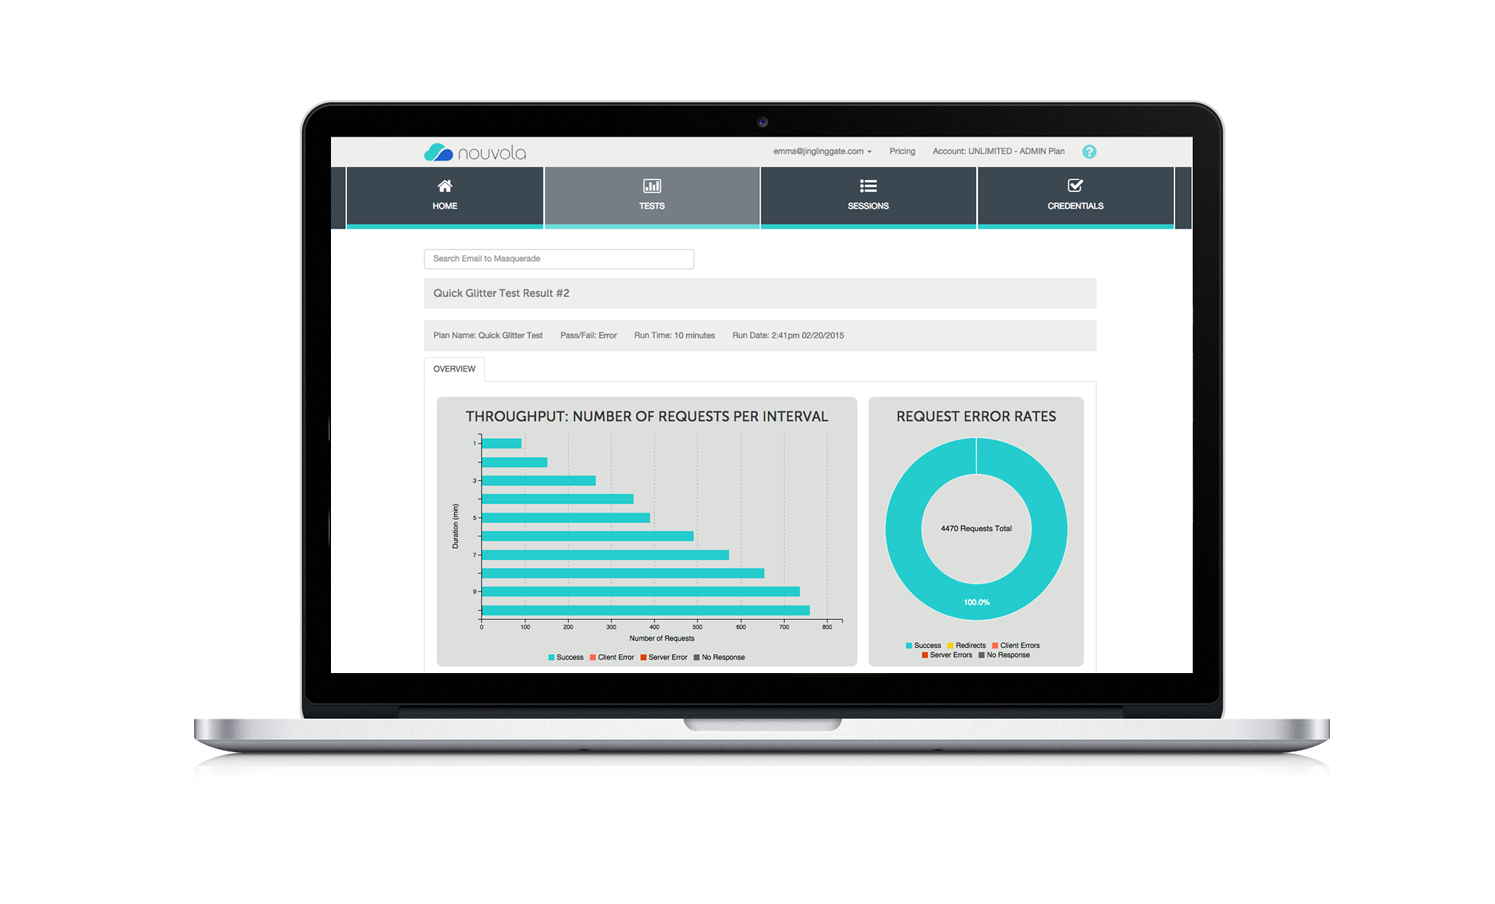 nouvola
emma@jinglinggate.com Pricing Account: UNLIMITED - ADMIN Plan ?
HOME TESTS SESSIONS CREDENTIALS
Search Email to Masquerade
Quick Glitter Test Result #2
Plan Name: Quick Glitter Test Pass/Fail: Error Run Time: 10 minutes Run Date: 2:41pm 02/20/2015
OVERVIEW
THROUGHPUT: NUMBER OF REQUESTS PER INTERVAL
Duration (min)
1
3
5
7
9
0 100 200 300 400 500 600 700 800
Number of Requests
Success Client Error Server Error No Response
REQUEST ERROR RATES
4470 Requests Total
100.0%
Success Redirects Client Errors
Server Errors No Response